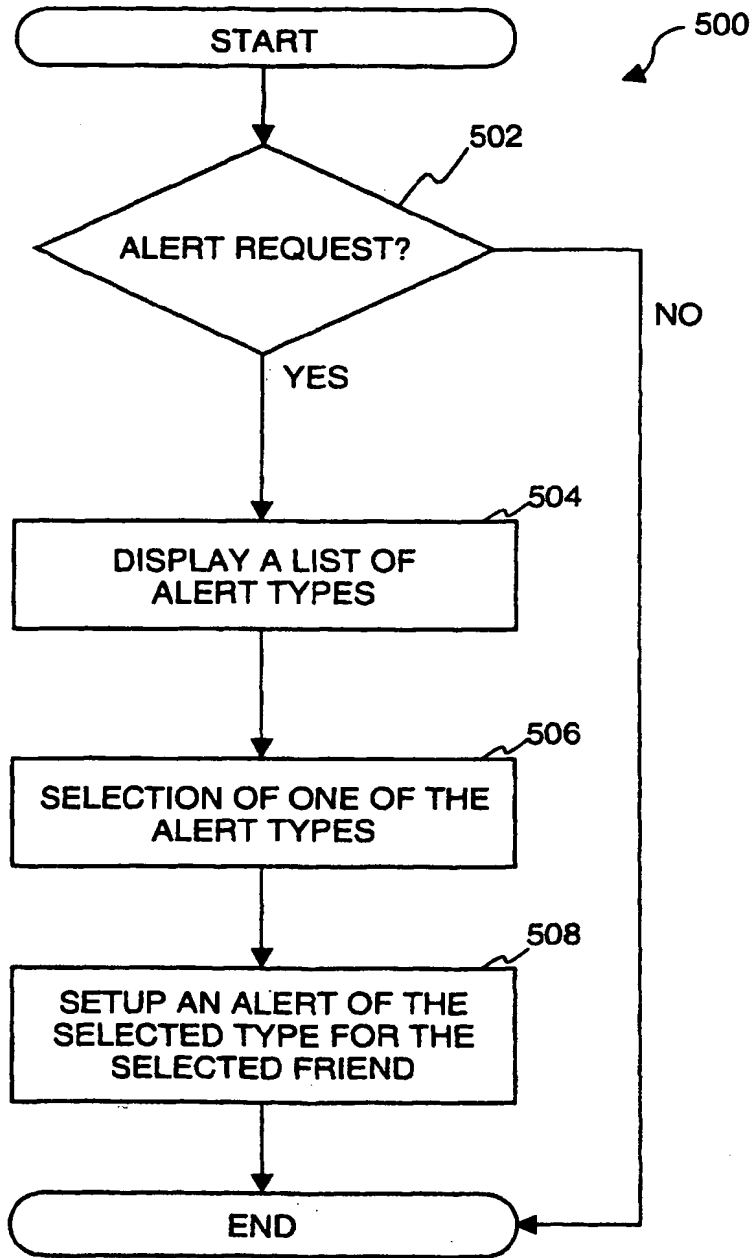 START
500
502
ALERT REQUEST?
NO
YES
504
DISPLAY A LIST OF
ALERT TYPES
506
SELECTION OF ONE OF THE
ALERT TYPES
508
SETUP AN ALERT OF THE
SELECTED TYPE FOR THE
SELECTED FRIEND
END